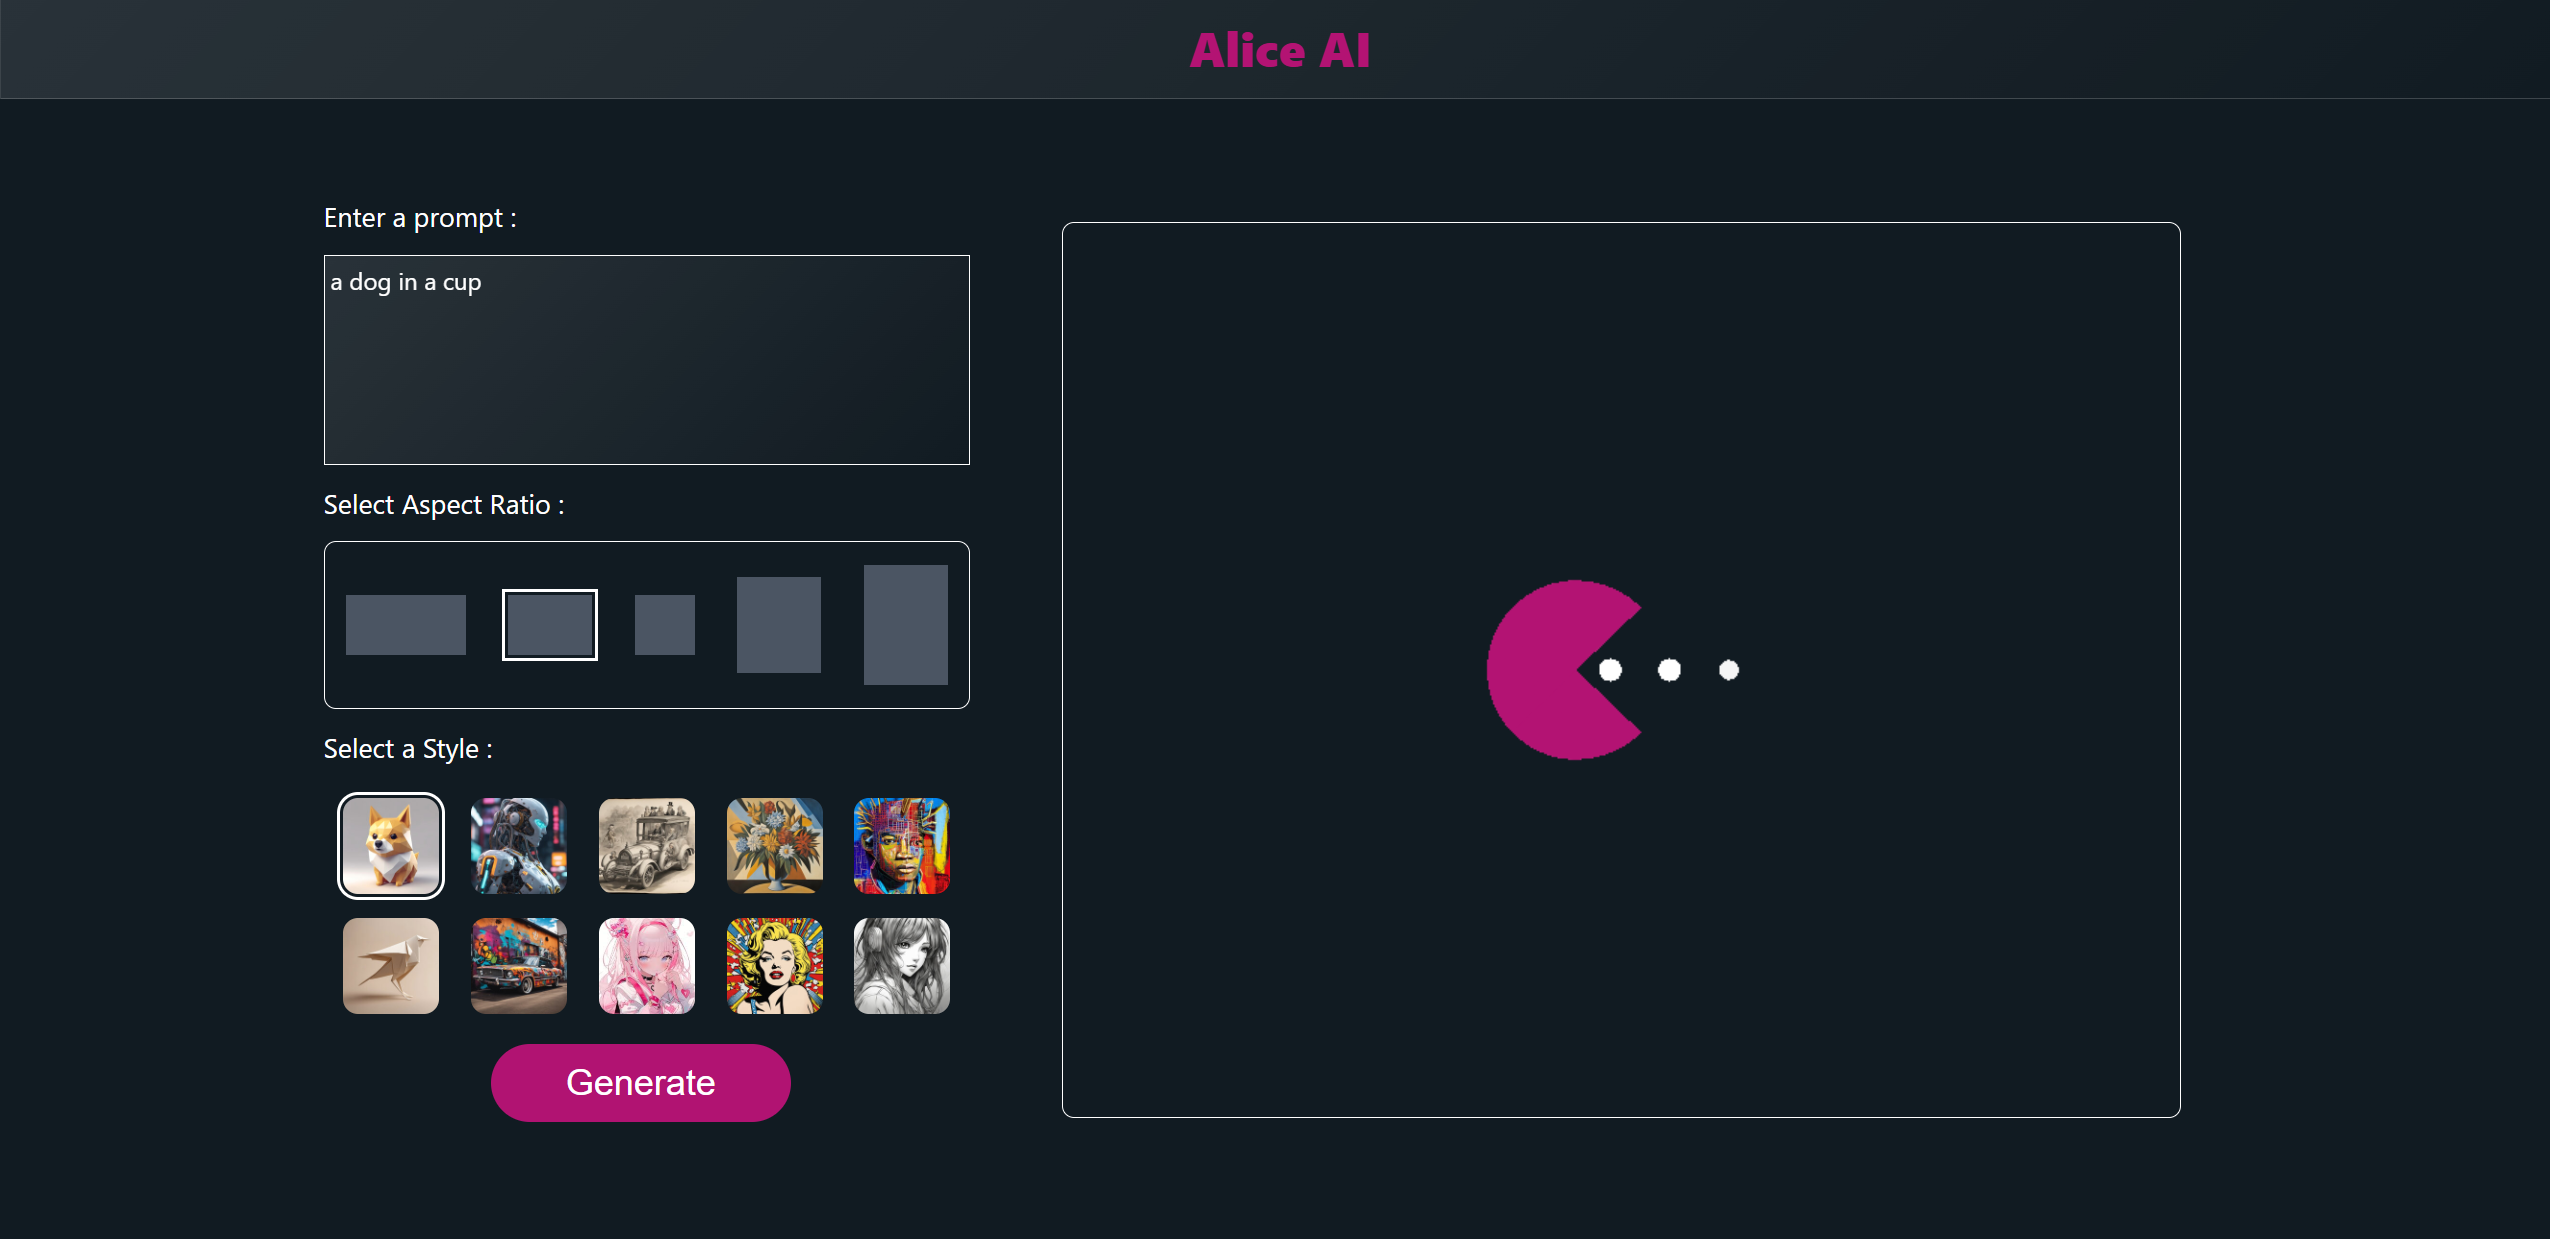 Alice AI
Enter a prompt :
a dog in a cup
Select Aspect Ratio :
Select a Style :
Generate